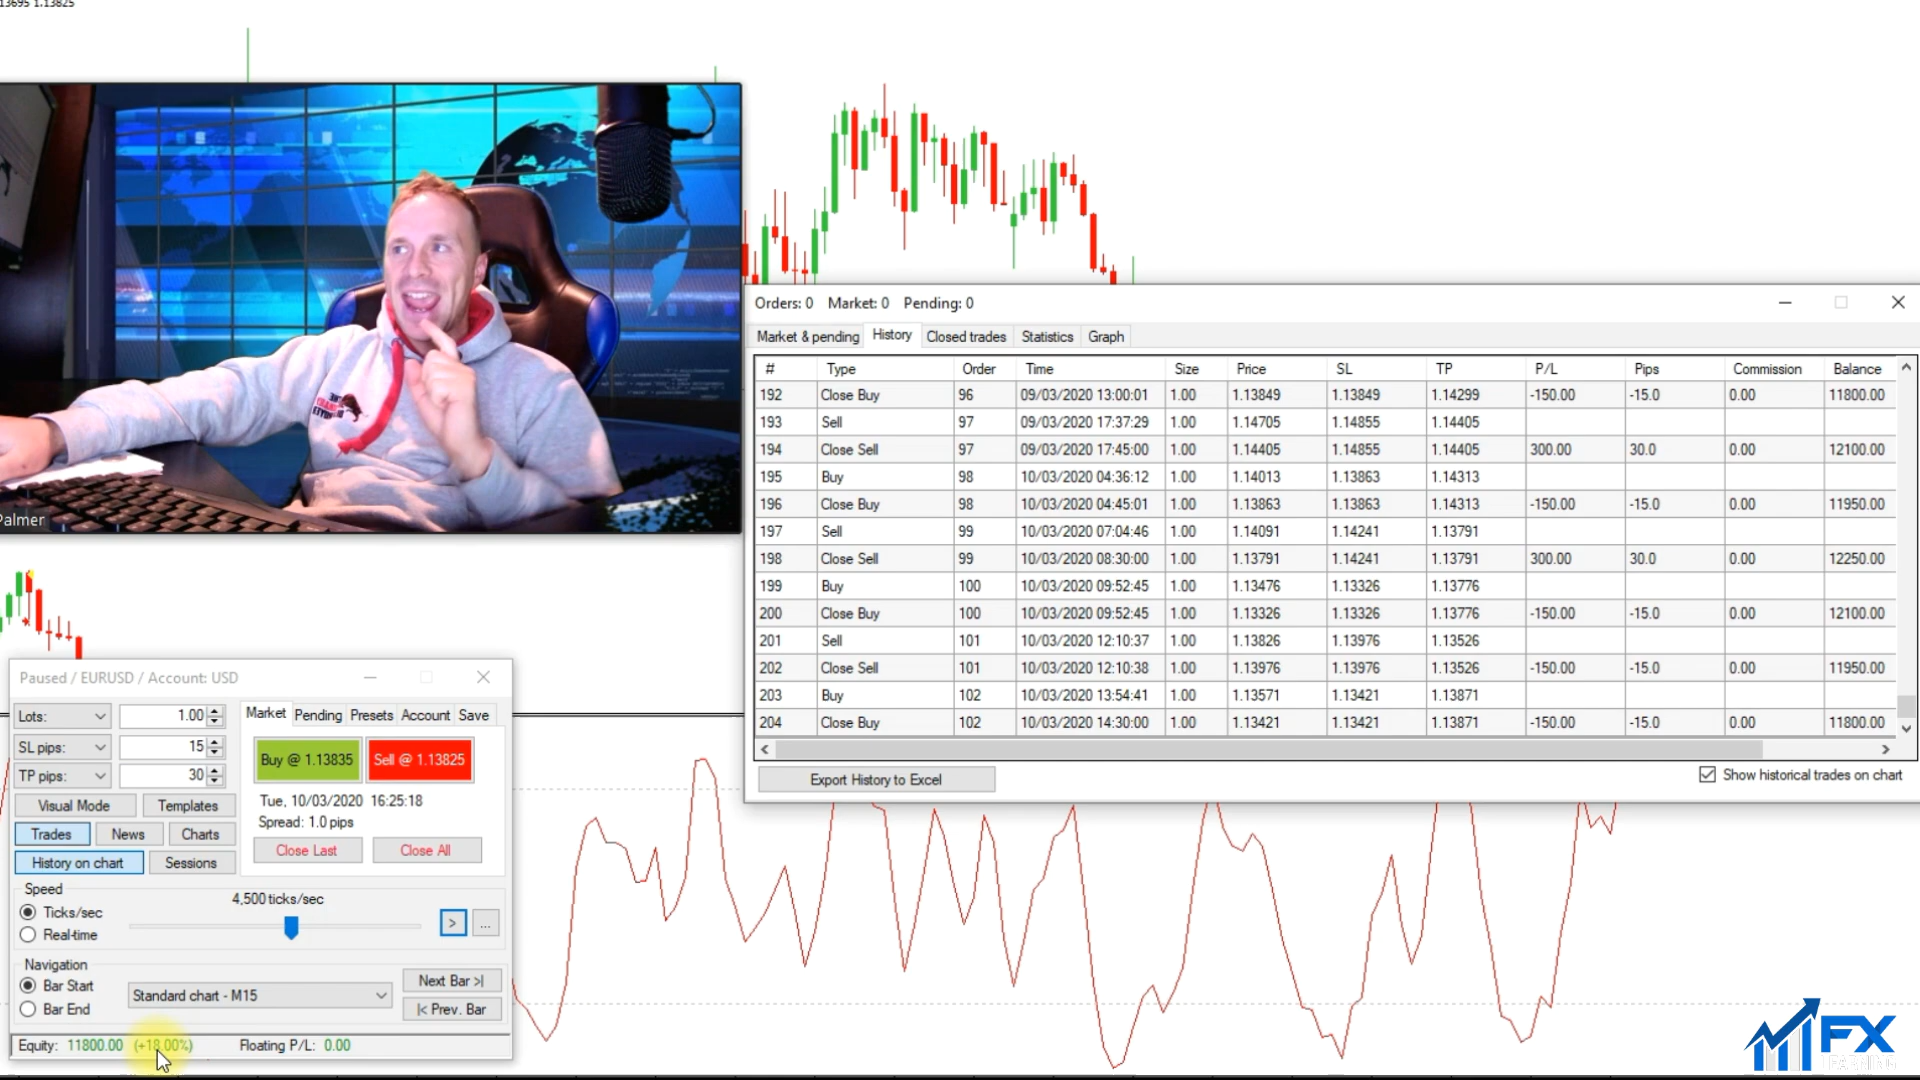 13695 1.13825
Palmer
Orders: 0 Market: 0 Pending: 0
Market & pending History Closed trades Statistics Graph
# Type Order Time Size Price SL TP P/L Pips Commission Balance
192 Close Buy 96 09/03/2020 13:00:01 1.00 1.13849 1.13849 1.14299 -150.00 -15.0 0.00 11800.00
193 Sell 97 09/03/2020 17:37:29 1.00 1.14705 1.14855 1.14405
194 Close Sell 97 09/03/2020 17:45:00 1.00 1.14405 1.14855 1.14405 300.00 30.0 0.00 12100.00
195 Buy 98 10/03/2020 04:36:12 1.00 1.14013 1.13863 1.14313
196 Close Buy 98 10/03/2020 04:45:01 1.00 1.13863 1.13863 1.14313 -150.00 -15.0 0.00 11950.00
197 Sell 99 10/03/2020 07:04:46 1.00 1.14091 1.14241 1.13791
198 Close Sell 99 10/03/2020 08:30:00 1.00 1.13791 1.14241 1.13791 300.00 30.0 0.00 12250.00
199 Buy 100 10/03/2020 09:52:45 1.00 1.13476 1.13326 1.13776
200 Close Buy 100 10/03/2020 09:52:45 1.00 1.13326 1.13326 1.13776 -150.00 -15.0 0.00 12100.00
201 Sell 101 10/03/2020 12:10:37 1.00 1.13826 1.13976 1.13526
202 Close Sell 101 10/03/2020 12:10:38 1.00 1.13976 1.13976 1.13526 -150.00 -15.0 0.00 11950.00
203 Buy 102 10/03/2020 13:54:41 1.00 1.13571 1.13421 1.13871
204 Close Buy 102 10/03/2020 14:30:00 1.00 1.13421 1.13421 1.13871 -150.00 -15.0 0.00 11800.00
Export History to Excel
Show historical trades on chart
Paused / EURUSD / Account: USD
Lots: 1.00
SL pips: 15
TP pips: 30
Visual Mode Templates
Trades News Charts
History on chart Sessions
Market Pending Presets Account Save
Buy @ 1.13835 Sell @ 1.13825
Tue, 10/03/2020 16:25:18
Spread: 1.0 pips
Close Last Close All
Speed
4,500 ticks/sec
Ticks/sec
Real-time
> ...
Navigation
Bar Start
Bar End
Standard chart - M15
Next Bar >|
|< Prev. Bar
Equity: 11800.00 (+18.00%) Floating P/L: 0.00
FX
LEARNING